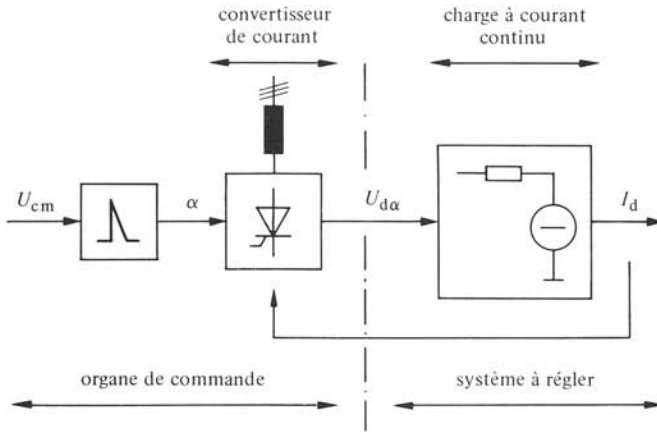 convertisseur
de courant
charge à courant
continu
U_cm
α
U_dα
I_d
organe de commande
système à régler